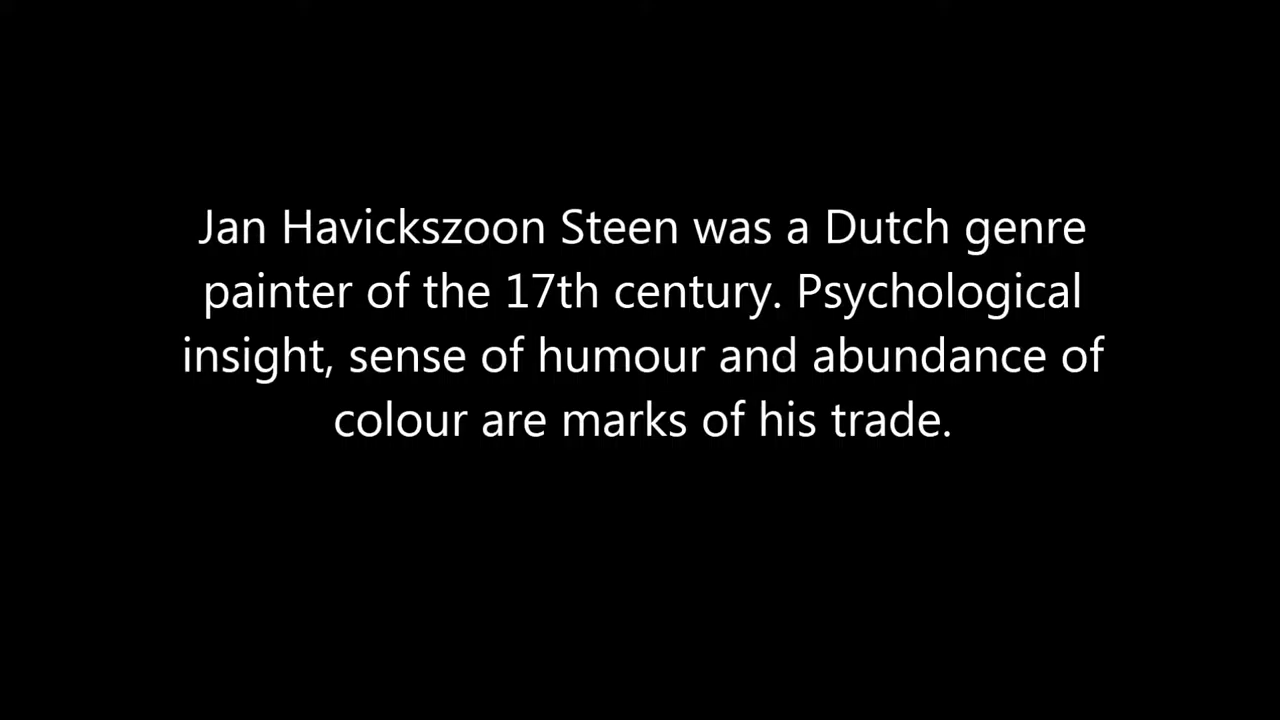 Jan Havickszoon Steen was a Dutch genre
painter of the 17th century. Psychological
insight, sense of humour and abundance of
colour are marks of his trade.